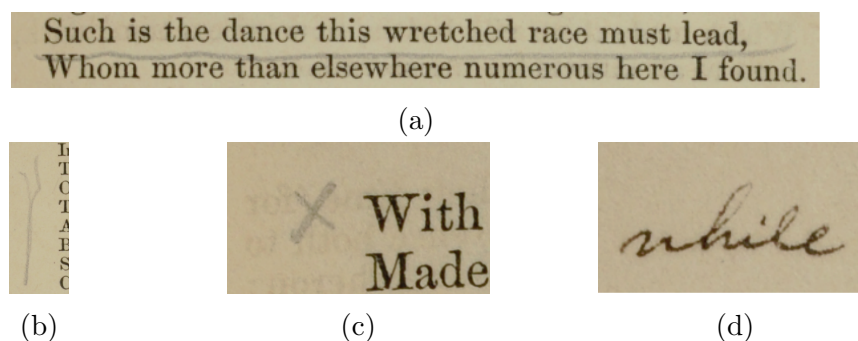 Such is the dance this wretched race must lead,
Whom more than elsewhere numerous here I found.
(a)
With
Made
while
(b)
(c)
(d)